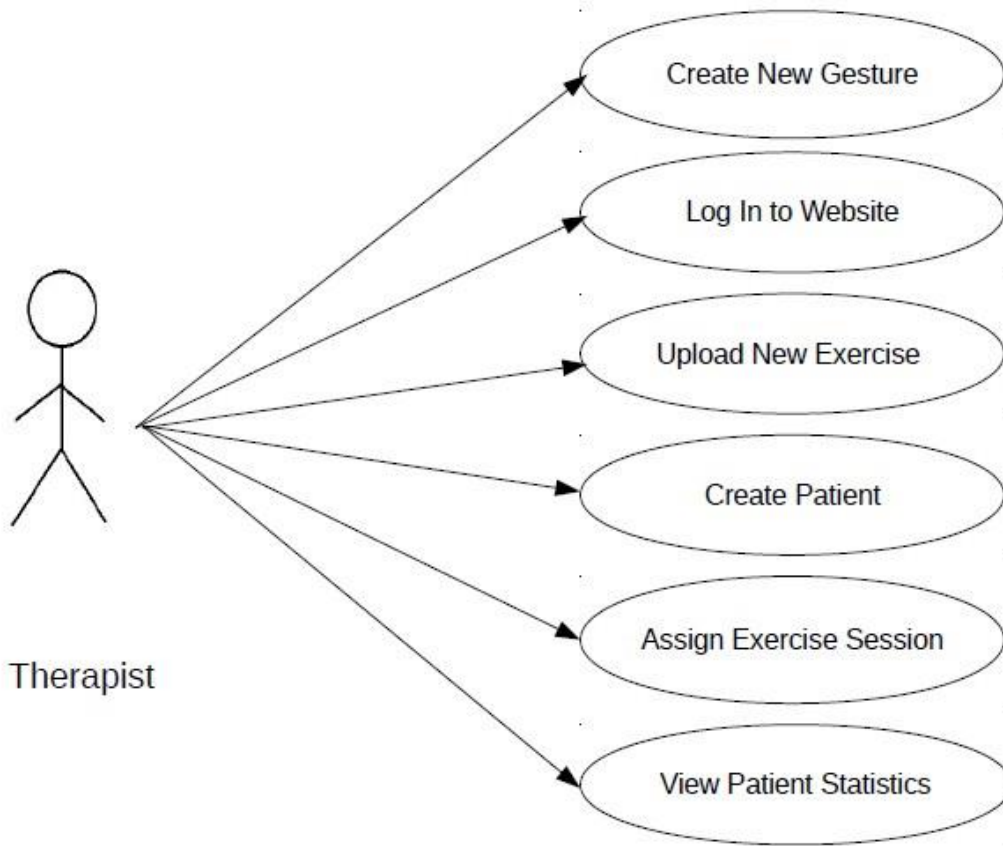 Create New Gesture
Log In to Website
Upload New Exercise
Create Patient
Assign Exercise Session
Therapist
View Patient Statistics